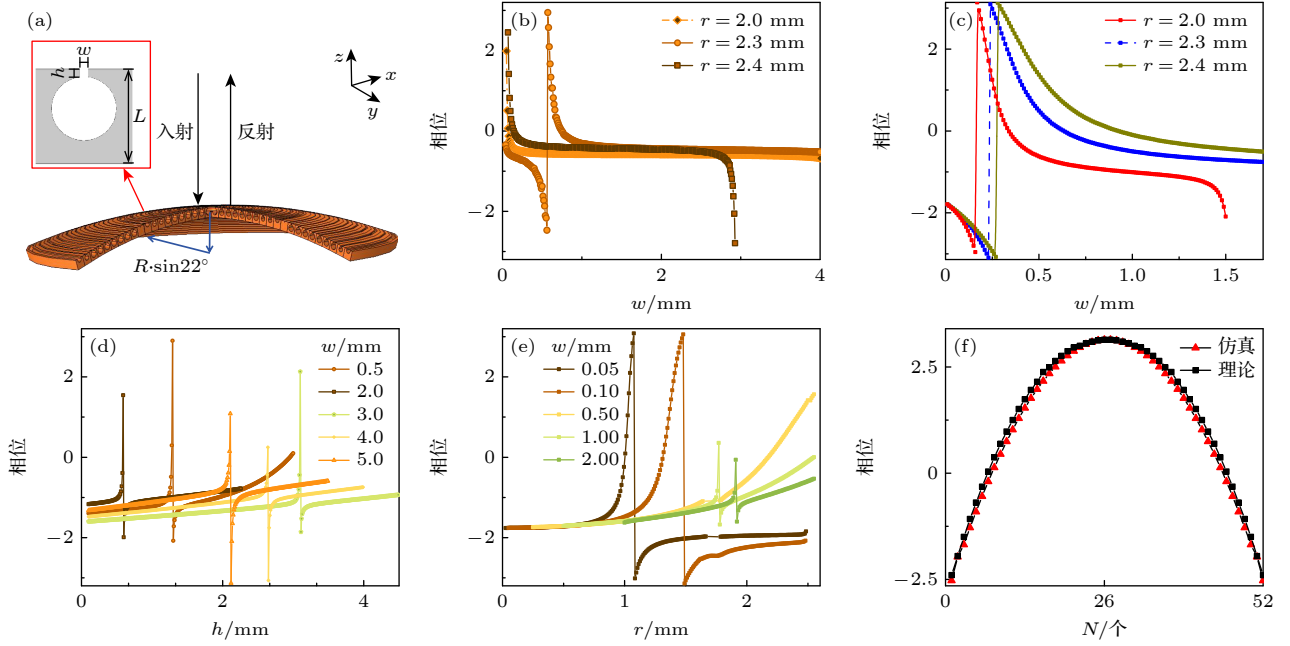 (a)
w
h
L
入射
反射
z
x
y
R·sin22°
(b)
r = 2.0 mm
r = 2.3 mm
r = 2.4 mm
相位
2
0
−2
0
2
4
w/mm
(c)
r = 2.0 mm
r = 2.3 mm
r = 2.4 mm
相位
2
0
−2
0
0.5
1.0
1.5
w/mm
(d)
w/mm
0.5
2.0
3.0
4.0
5.0
相位
2
0
−2
0
2
4
h/mm
(e)
w/mm
0.05
0.10
0.50
1.00
2.00
相位
2
0
−2
0
1
2
r/mm
(f)
仿真
理论
相位
2.5
0
−2.5
0
26
52
N/个